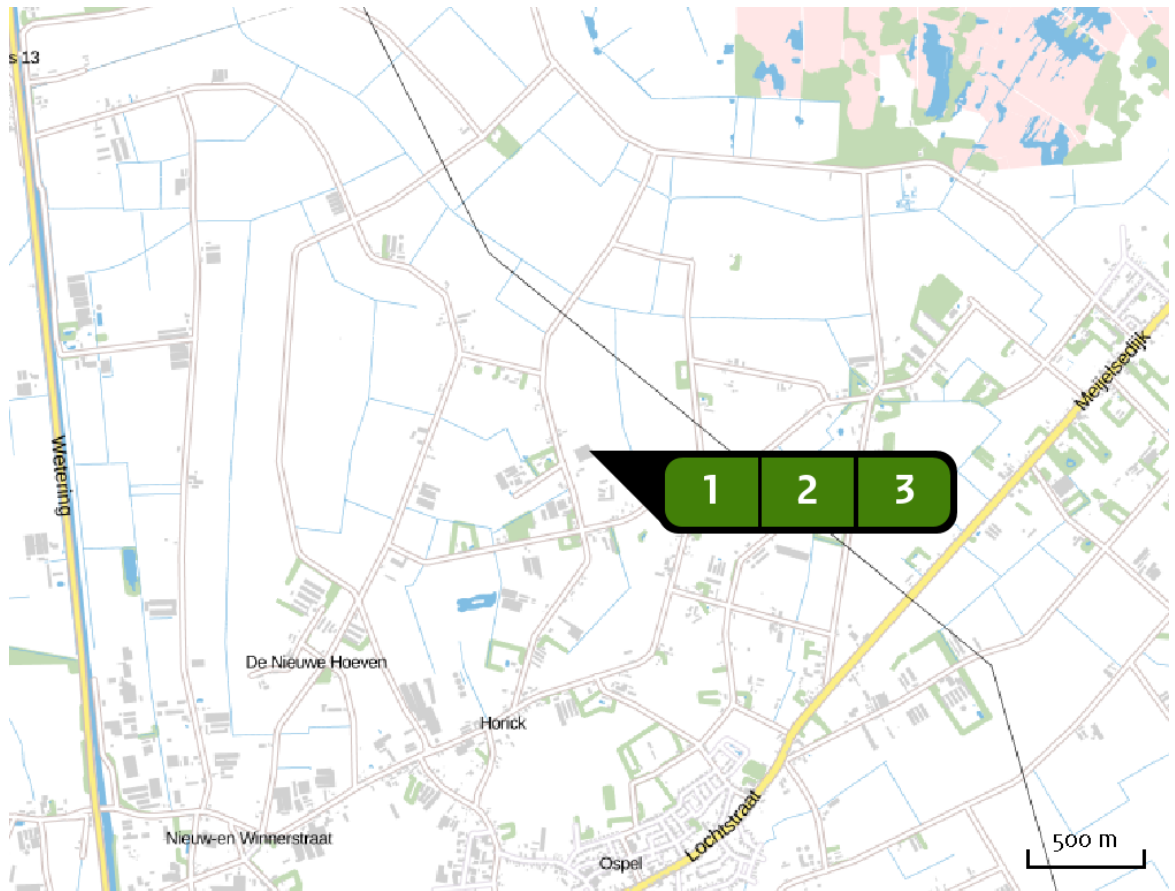 s 13
Meijelsedijk
Wetering
1 2 3
De Nieuwe Hoeven
Horick
Lochtstraat
Nieuw-en Winnerstraat
500 m
Ospel